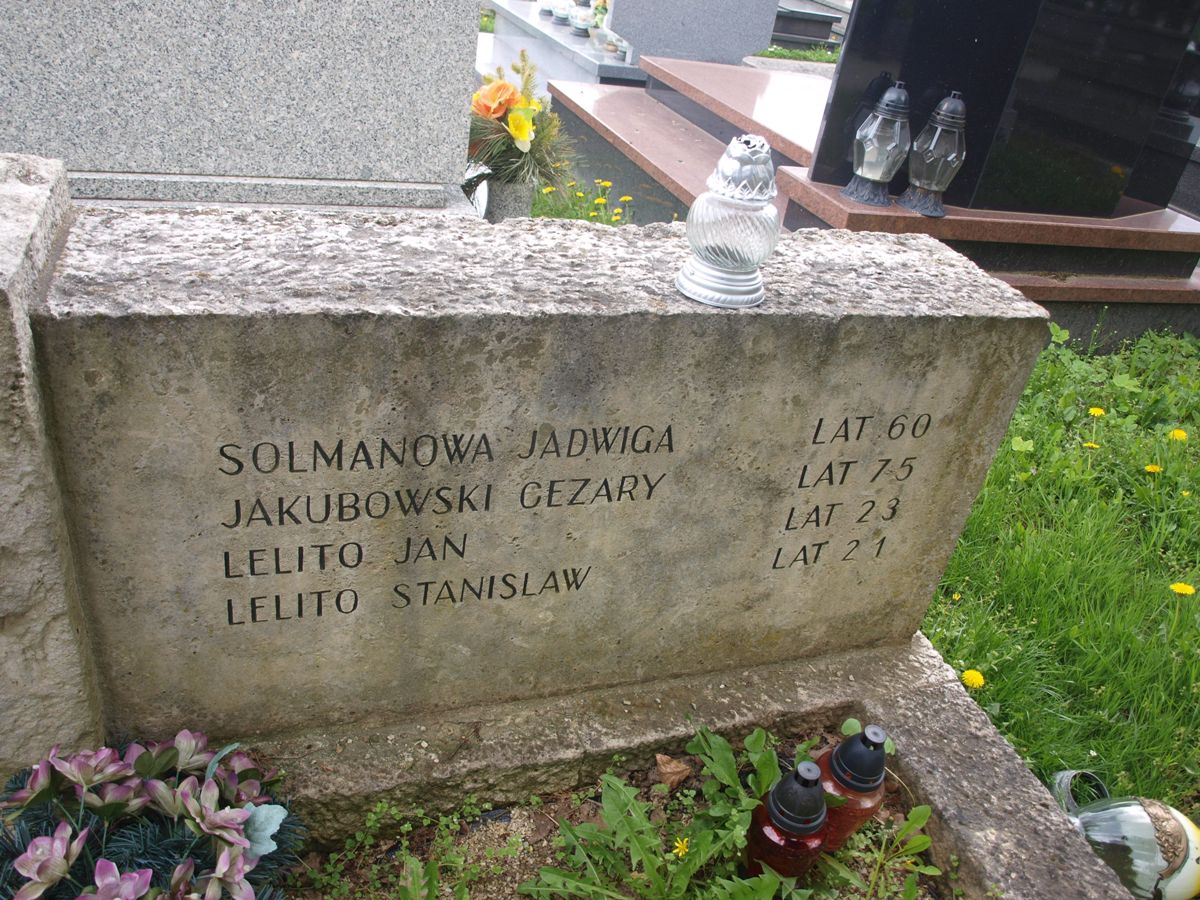 SOLMANOWA JADWIGA LAT 60
JAKUBOWSKI CEZARY LAT 75
LELITO JAN LAT 23
LELITO STANISLAW LAT 21